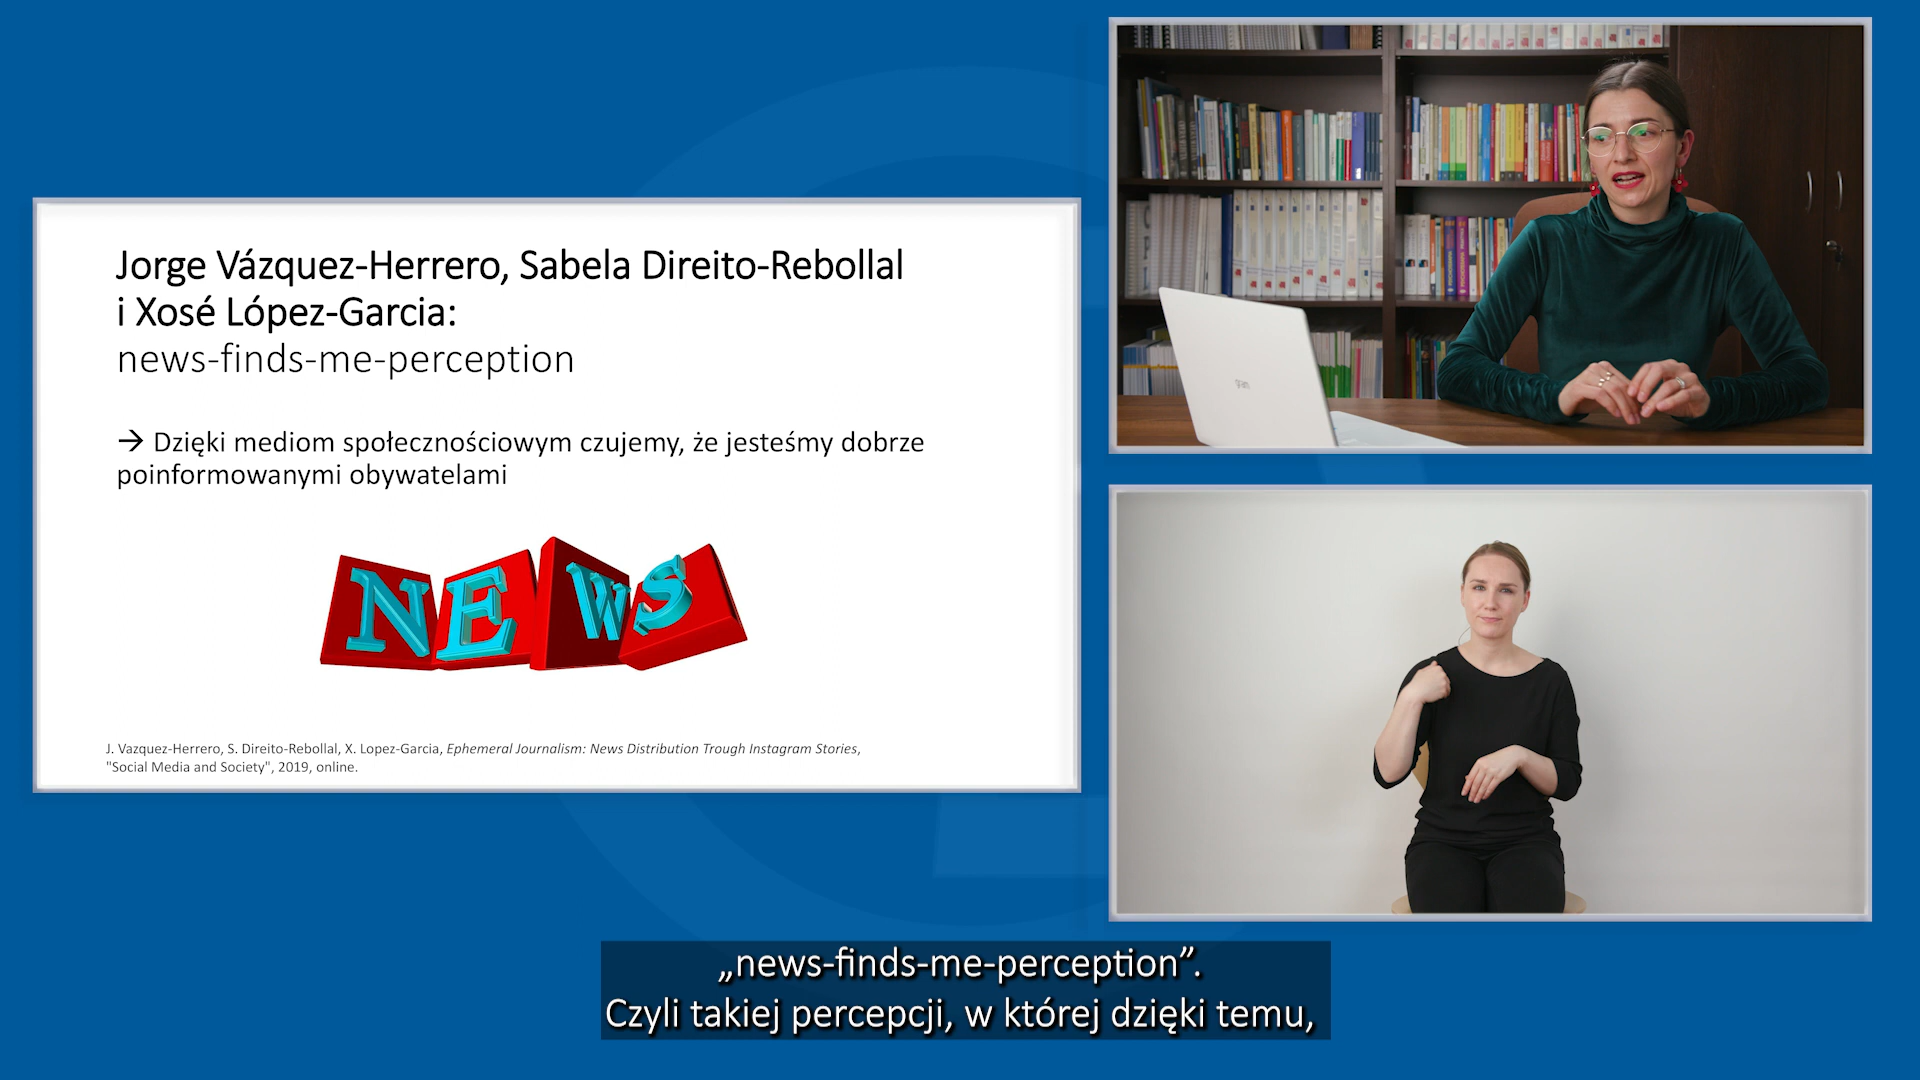 Jorge Vázquez-Herrero, Sabela Direito-Rebollal
i Xosé López-Garcia:
news-finds-me-perception
→ Dzięki mediom społecznościowym czujemy, że jesteśmy dobrze
poinformowanymi obywatelami
NEWS
J. Vazquez-Herrero, S. Direito-Rebollal, X. Lopez-Garcia, Ephemeral Journalism: News Distribution Trough Instagram Stories,
"Social Media and Society", 2019, online.
gram
„news-finds-me-perception”.
Czyli takiej percepcji, w której dzięki temu,